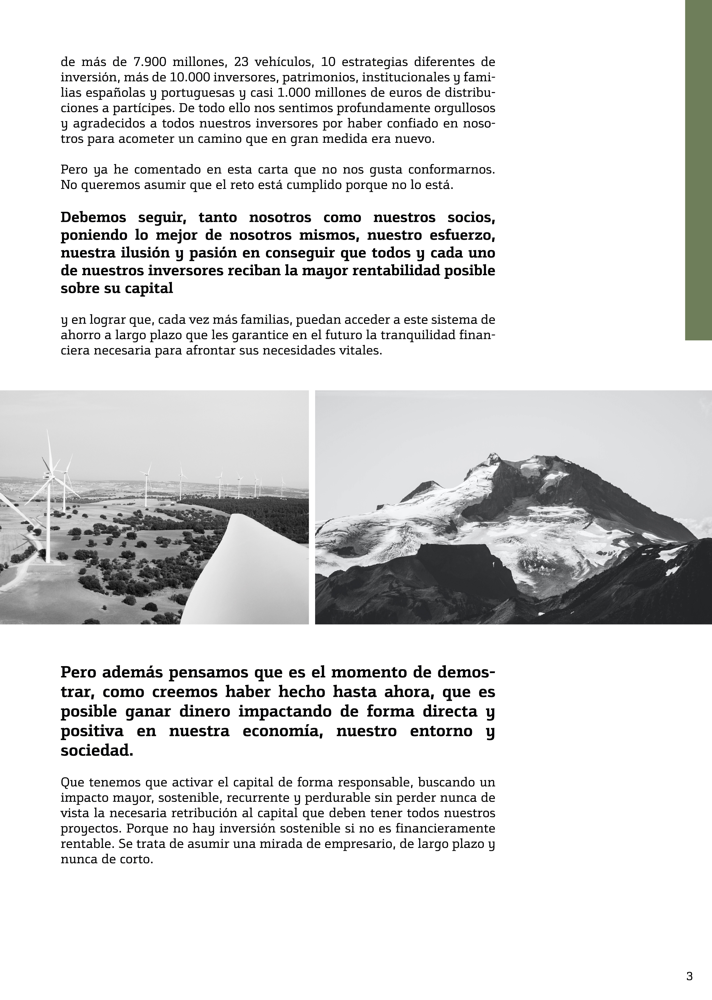 de más de 7.900 millones, 23 vehículos, 10 estrategias diferentes de
inversión, más de 10.000 inversores, patrimonios, institucionales y fami-
lias españolas y portuguesas y casi 1.000 millones de euros de distribu-
ciones a partícipes. De todo ello nos sentimos profundamente orgullosos
y agradecidos a todos nuestros inversores por haber confiado en noso-
tros para acometer un camino que en gran medida era nuevo.
Pero ya he comentado en esta carta que no nos gusta conformarnos.
No queremos asumir que el reto está cumplido porque no lo está.
Debemos seguir, tanto nosotros como nuestros socios,
poniendo lo mejor de nosotros mismos, nuestro esfuerzo,
nuestra ilusión y pasión en conseguir que todos y cada uno
de nuestros inversores reciban la mayor rentabilidad posible
sobre su capital
y en lograr que, cada vez más familias, puedan acceder a este sistema de
ahorro a largo plazo que les garantice en el futuro la tranquilidad finan-
ciera necesaria para afrontar sus necesidades vitales.
Pero además pensamos que es el momento de demos-
trar, como creemos haber hecho hasta ahora, que es
posible ganar dinero impactando de forma directa y
positiva en nuestra economía, nuestro entorno y
sociedad.
Que tenemos que activar el capital de forma responsable, buscando un
impacto mayor, sostenible, recurrente y perdurable sin perder nunca de
vista la necesaria retribución al capital que deben tener todos nuestros
proyectos. Porque no hay inversión sostenible si no es financieramente
rentable. Se trata de asumir una mirada de empresario, de largo plazo y
nunca de corto.
3